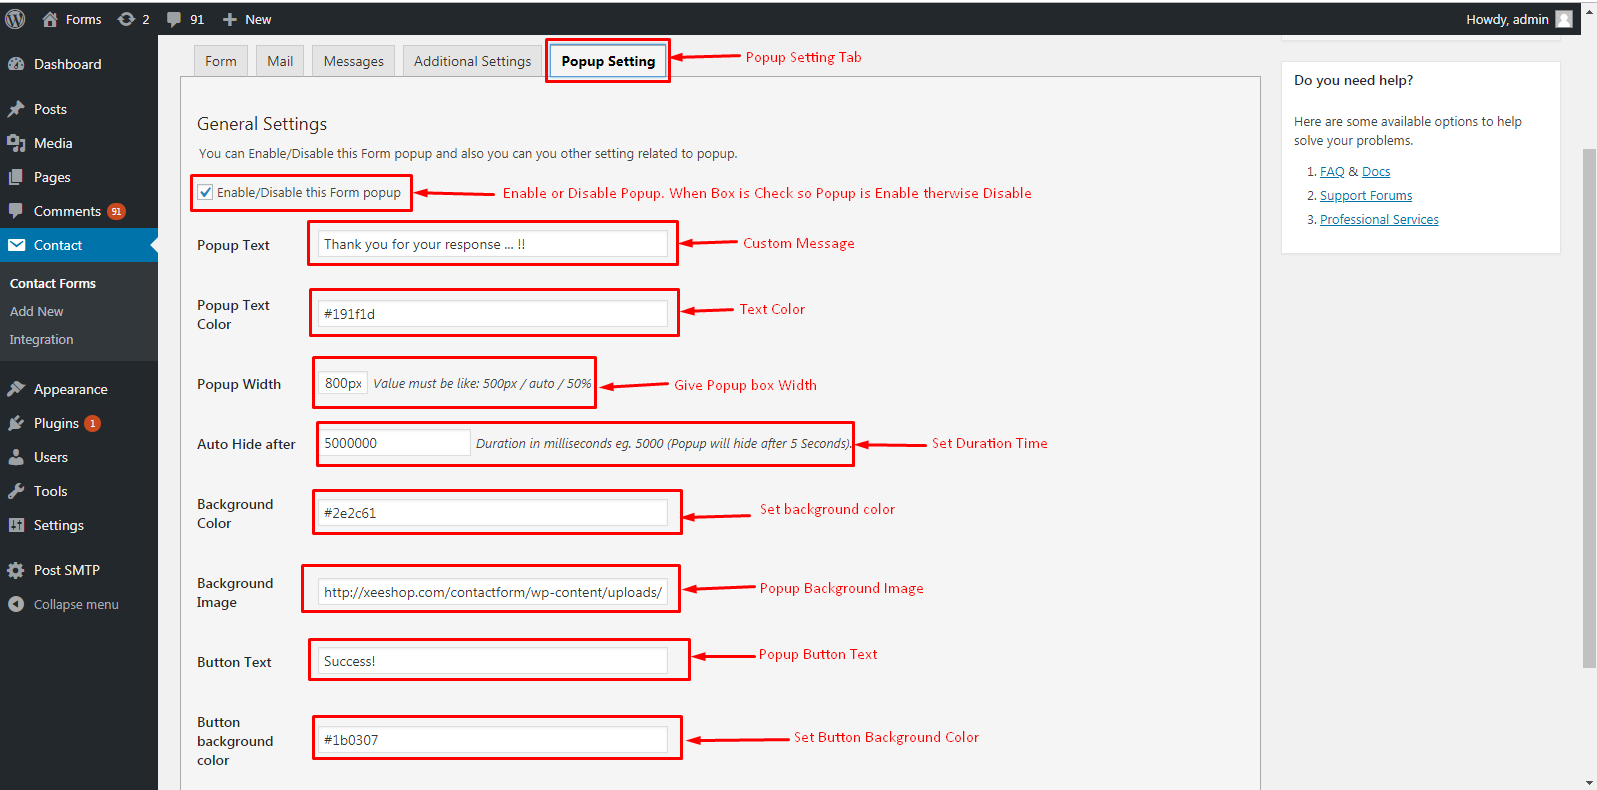 Forms 2 91 New Howdy, admin
Dashboard
Posts
Media
Pages
Comments 91
Contact
Contact Forms
Add New
Integration
Appearance
Plugins 1
Users
Tools
Settings
Post SMTP
Collapse menu
Form Mail Messages Additional Settings Popup Setting Popup Setting Tab
General Settings
You can Enable/Disable this Form popup and also you can you other setting related to popup.
Enable/Disable this Form popup Enable or Disable Popup. When Box is Check so Popup is Enable therwise Disable
Popup Text Thank you for your response ... !! Custom Message
Popup Text
Color
#191f1d Text Color
Popup Width 800px Value must be like: 500px / auto / 50% Give Popup box Width
Auto Hide after 5000000 Duration in milliseconds eg. 5000 (Popup will hide after 5 Seconds). Set Duration Time
Background
Color
#2e2c61 Set background color
Background
Image
http://xeeshop.com/contactform/wp-content/uploads/ Popup Background Image
Button Text Success! Popup Button Text
Button
background
color
#1b0307 Set Button Background Color
Do you need help?
Here are some available options to help
solve your problems.
1. FAQ & Docs
2. Support Forums
3. Professional Services